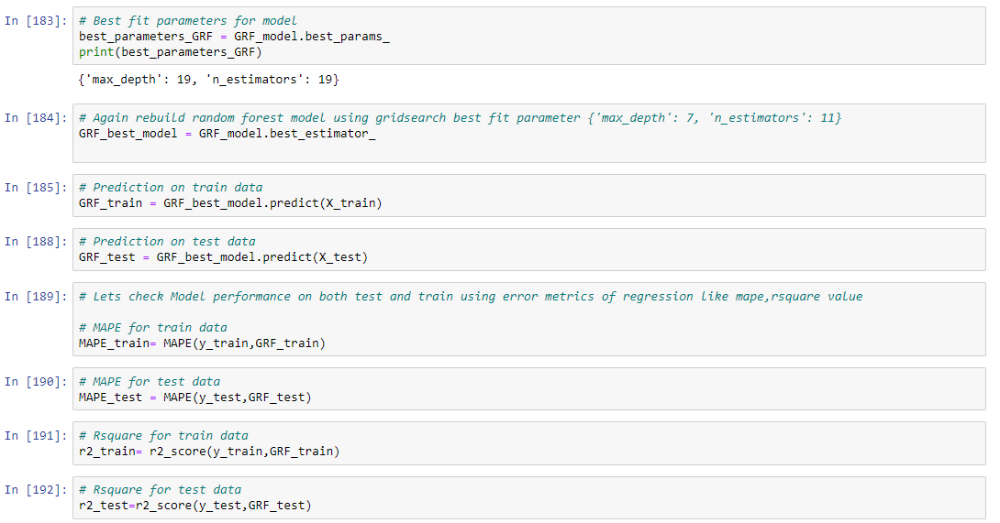 In [183]: # Best fit parameters for model
best_parameters_GRF = GRF_model.best_params_
print(best_parameters_GRF)
{'max_depth': 19, 'n_estimators': 19}
In [184]: # Again rebuild random forest model using gridsearch best fit parameter {'max_depth': 7, 'n_estimators': 11}
GRF_best_model = GRF_model.best_estimator_
In [185]: # Prediction on train data
GRF_train = GRF_best_model.predict(X_train)
In [188]: # Prediction on test data
GRF_test = GRF_best_model.predict(X_test)
In [189]: # Lets check Model performance on both test and train using error metrics of regression like mape,rsquare value
# MAPE for train data
MAPE_train= MAPE(y_train,GRF_train)
In [190]: # MAPE for test data
MAPE_test = MAPE(y_test,GRF_test)
In [191]: # Rsquare for train data
r2_train= r2_score(y_train,GRF_train)
In [192]: # Rsquare for test data
r2_test=r2_score(y_test,GRF_test)